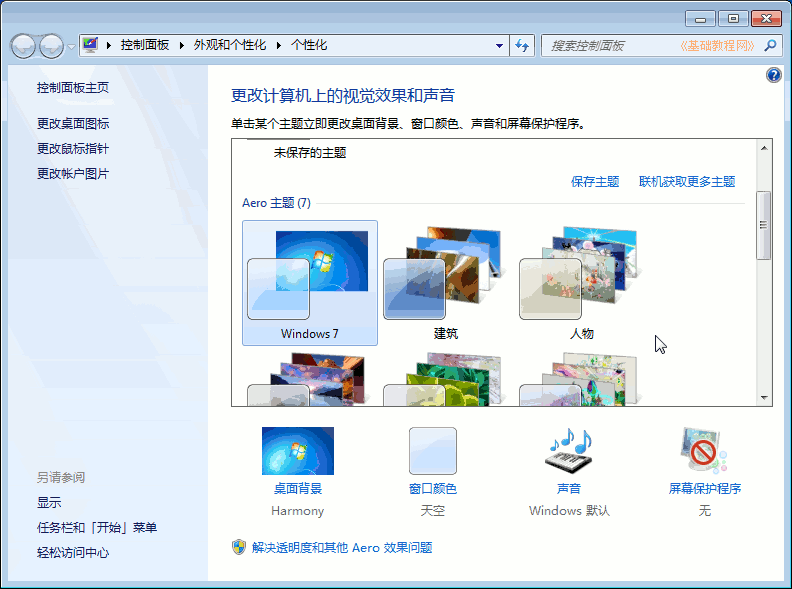 控制面板 外观和个性化 个性化
搜索控制面板 《基础教程网》
控制面板主页
更改桌面图标
更改鼠标指针
更改帐户图片
更改计算机上的视觉效果和声音
单击某个主题立即更改桌面背景、窗口颜色、声音和屏幕保护程序。
未保存的主题
保存主题 联机获取更多主题
Aero 主题 (7)
Windows 7 建筑 人物
桌面背景 窗口颜色 声音 屏幕保护程序
Harmony 天空 Windows 默认 无
解决透明度和其他 Aero 效果问题
另请参阅
显示
任务栏和「开始」菜单
轻松访问中心